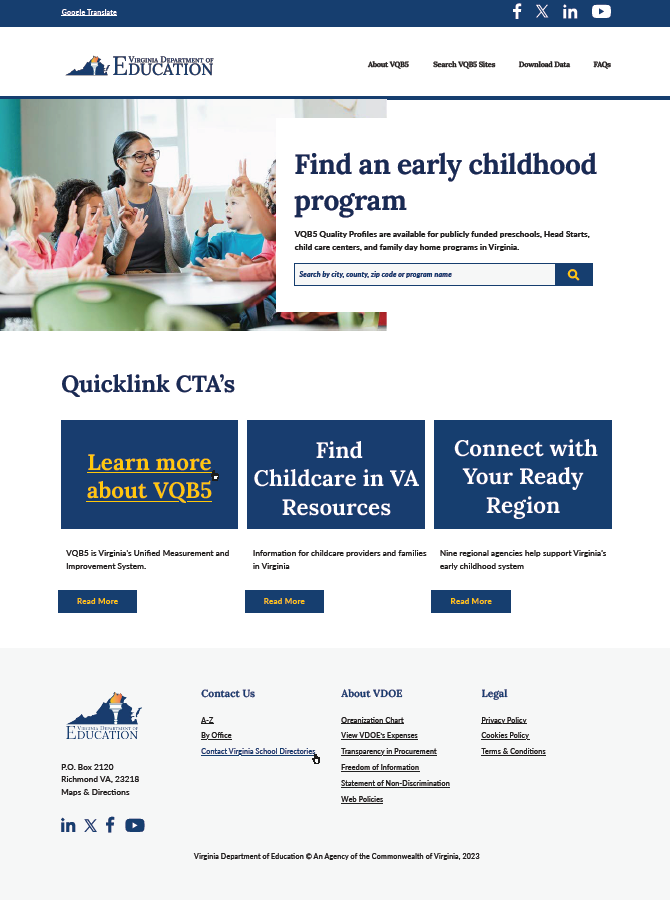 Google Translate
VIRGINIA DEPARTMENT OF
EDUCATION
About VQB5
Search VQB5 Sites
Download Data
FAQs
Find an early childhood
program
VQB5 Quality Profiles are available for publicly funded preschools, Head Starts,
child care centers, and family day home programs in Virginia.
Search by city, county, zip code or program name
Quicklink CTA’s
Learn more
about VQB5
Find
Childcare in VA
Resources
Connect with
Your Ready
Region
VQB5 is Virginia's Unified Measurement and
Improvement System.
Information for childcare providers and families
in Virginia
Nine regional agencies help support Virginia's
early childhood system
Read More
Read More
Read More
VIRGINIA DEPARTMENT OF
EDUCATION
P.O. Box 2120
Richmond VA, 23218
Maps & Directions
Contact Us
A-Z
By Office
Contact Virginia School Directories
About VDOE
Organization Chart
View VDOE's Expenses
Transparency in Procurement
Freedom of Information
Statement of Non-Discrimination
Web Policies
Legal
Privacy Policy
Cookies Policy
Terms & Conditions
Virginia Department of Education © An Agency of the Commonwealth of Virginia, 2023